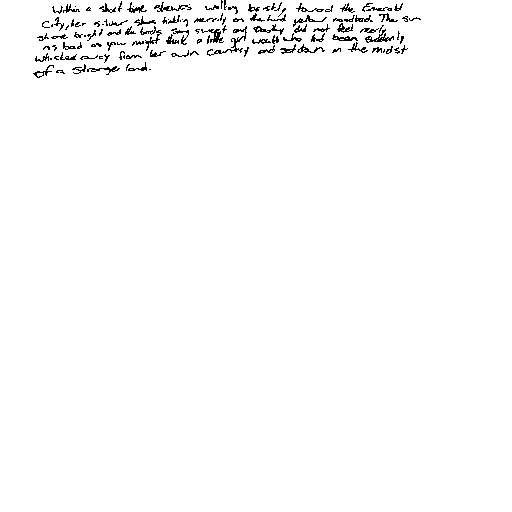 Within a short time she was walking briskly toward the Emerald
City, her silver shoes tinkling merrily on the hard yellow roadbed. The sun
shone bright and the birds sang sweet and Dorothy did not feel nearly
as bad as you might think a little girl would who had been suddenly
whisked away from her own country and set down in the midst
of a strange land.